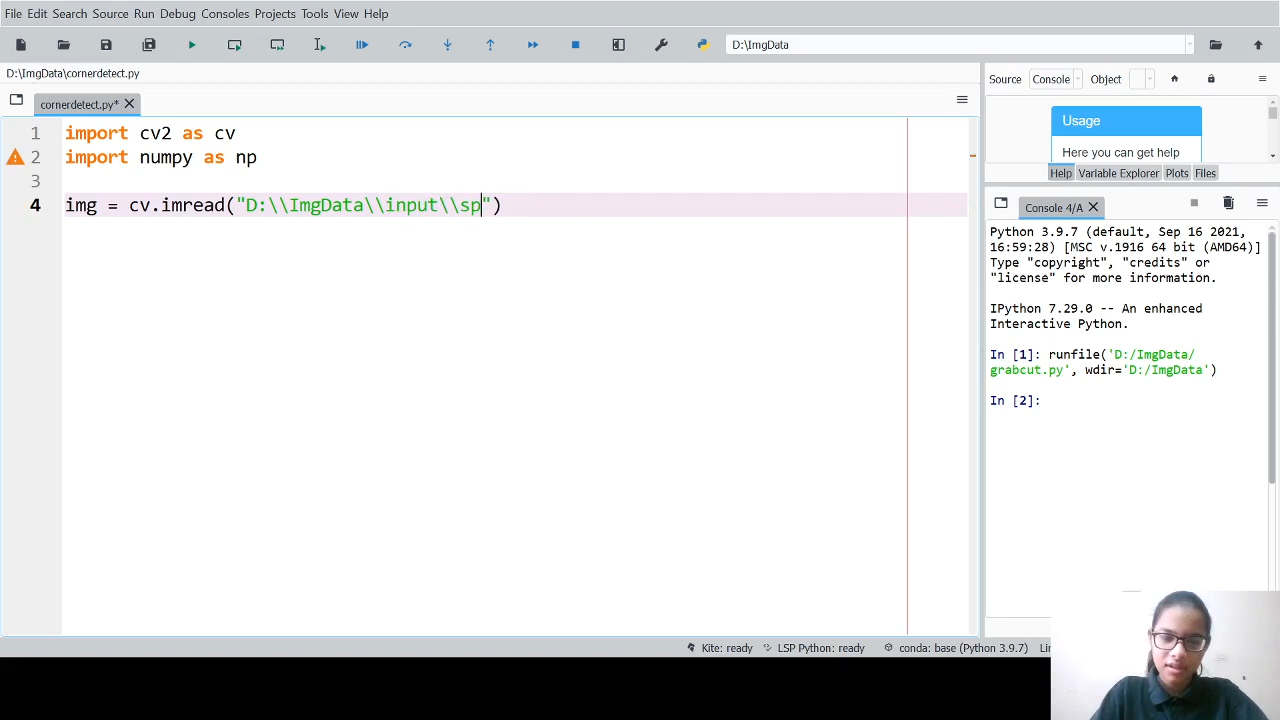 File Edit Search Source Run Debug Consoles Projects Tools View Help
D:\ImgData
D:\ImgData\cornerdetect.py
cornerdetect.py*
1 import cv2 as cv
2 import numpy as np
3
4 img = cv.imread("D:\\ImgData\\input\\sp")
Source Console Object
Usage
Here you can get help
Help Variable Explorer Plots Files
Console 4/A
Python 3.9.7 (default, Sep 16 2021,
16:59:28) [MSC v.1916 64 bit (AMD64)]
Type "copyright", "credits" or
"license" for more information.
IPython 7.29.0 -- An enhanced
Interactive Python.
In [1]: runfile('D:/ImgData/
grabcut.py', wdir='D:/ImgData')
In [2]:
Kite: ready LSP Python: ready conda: base (Python 3.9.7)